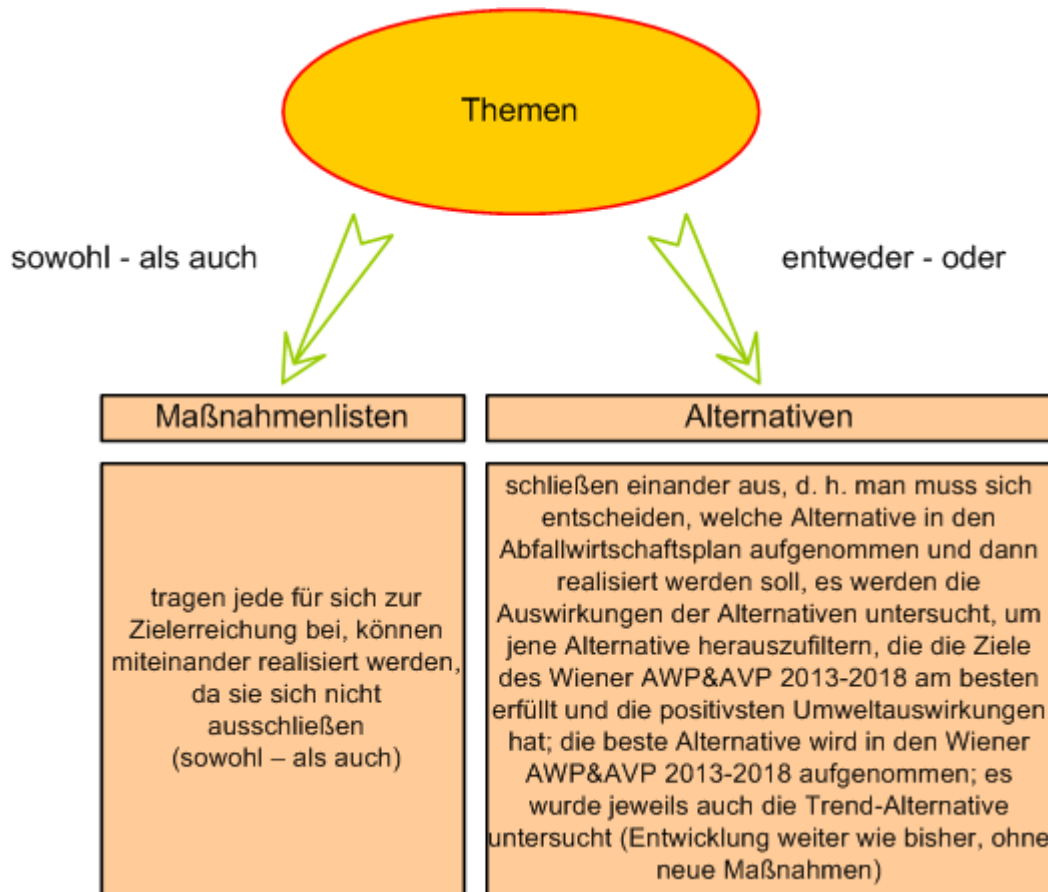 Themen
sowohl - als auch
entweder - oder
Maßnahmenlisten
tragen jede für sich zur
Zielerreichung bei, können
miteinander realisiert werden,
da sie sich nicht
ausschließen
(sowohl – als auch)
Alternativen
schließen einander aus, d. h. man muss sich
entscheiden, welche Alternative in den
Abfallwirtschaftsplan aufgenommen und dann
realisiert werden soll, es werden die
Auswirkungen der Alternativen untersucht, um
jene Alternative herauszufiltern, die die Ziele
des Wiener AWP&AVP 2013-2018 am besten
erfüllt und die positivsten Umweltauswirkungen
hat; die beste Alternative wird in den Wiener
AWP&AVP 2013-2018 aufgenommen; es
wurde jeweils auch die Trend-Alternative
untersucht (Entwicklung weiter wie bisher, ohne
neue Maßnahmen)